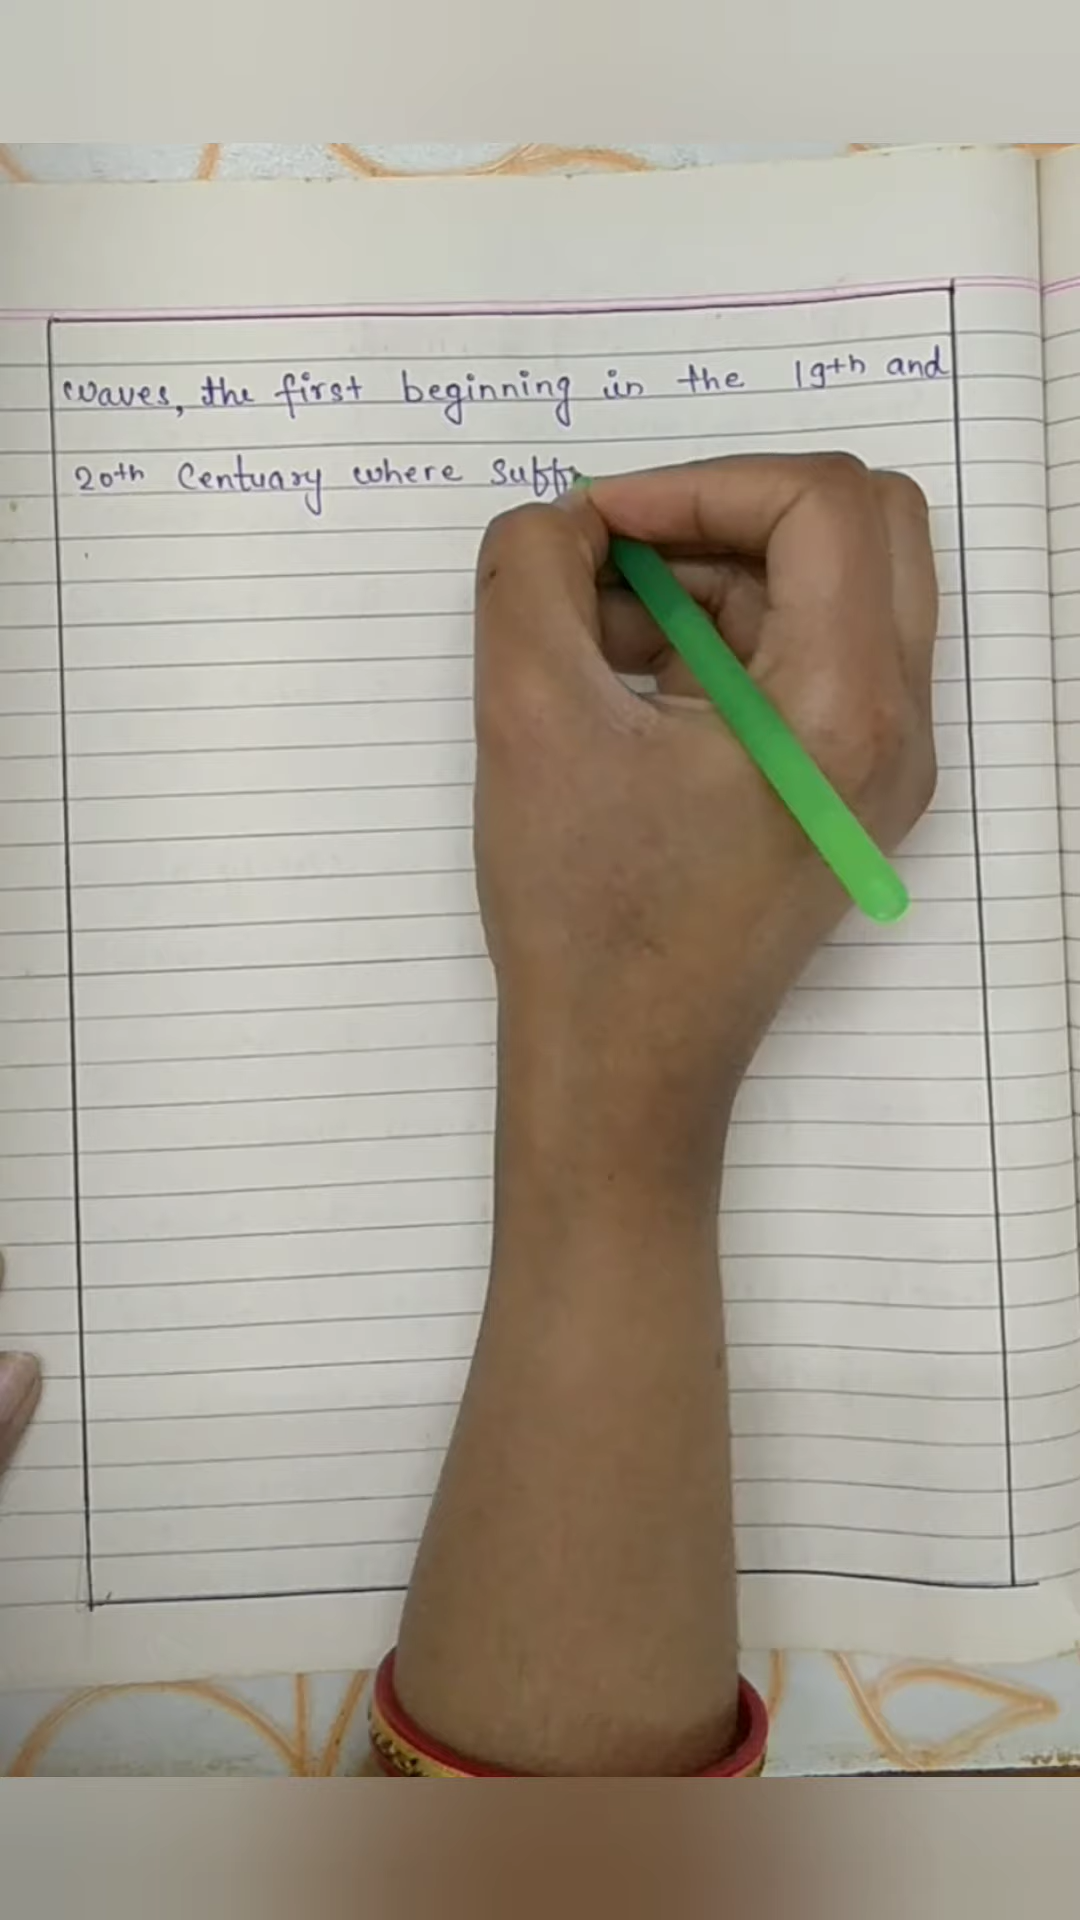 waves, the first beginning in the 19th and
20th Centuary where